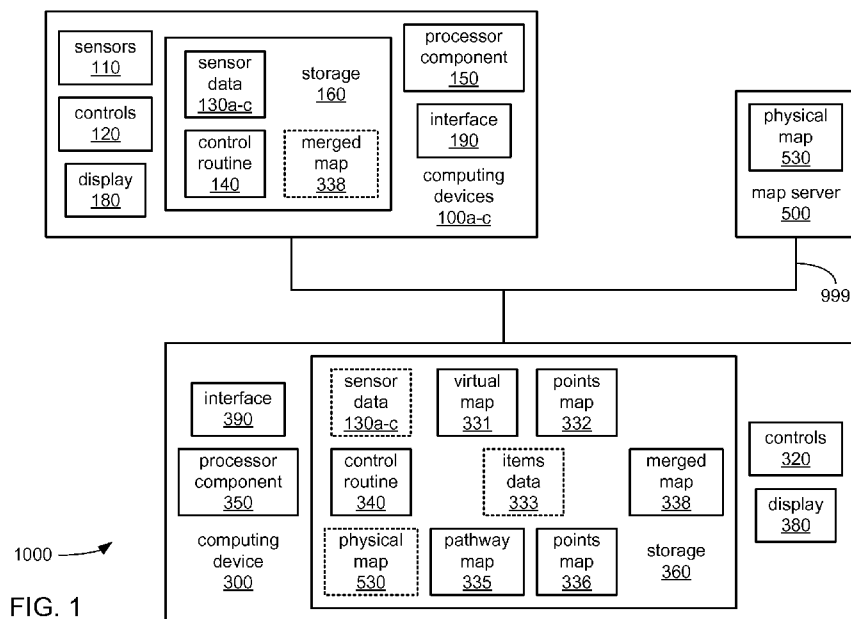 sensors
110
controls
120
display
180
sensor
data
130a-c
storage
160
control
routine
140
merged
map
338
processor
component
150
interface
190
computing
devices
100a-c
physical
map
530
map server
500
999
interface
390
processor
component
350
computing
device
300
sensor
data
130a-c
virtual
map
331
points
map
332
control
routine
340
items
data
333
merged
map
338
physical
map
530
pathway
map
335
points
map
336
storage
360
controls
320
display
380
1000
FIG. 1